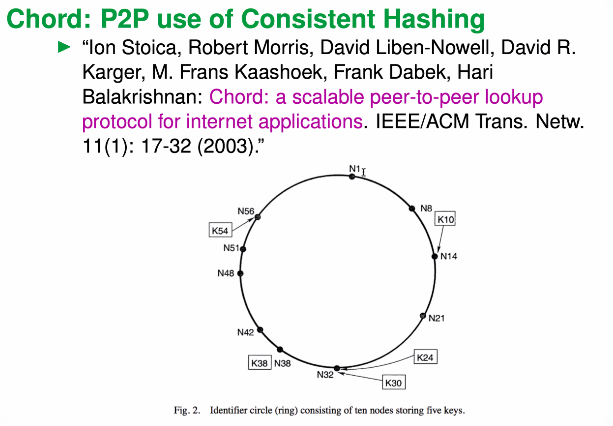 Chord: P2P use of Consistent Hashing
“Ion Stoica, Robert Morris, David Liben-Nowell, David R.
Karger, M. Frans Kaashoek, Frank Dabek, Hari
Balakrishnan: Chord: a scalable peer-to-peer lookup
protocol for internet applications. IEEE/ACM Trans. Netw.
11(1): 17-32 (2003).”
N1
N56
N8
K10
K54
N51
N14
N48
N21
N42
K24
K38 N38
N32
K30
Fig. 2. Identifier circle (ring) consisting of ten nodes storing five keys.